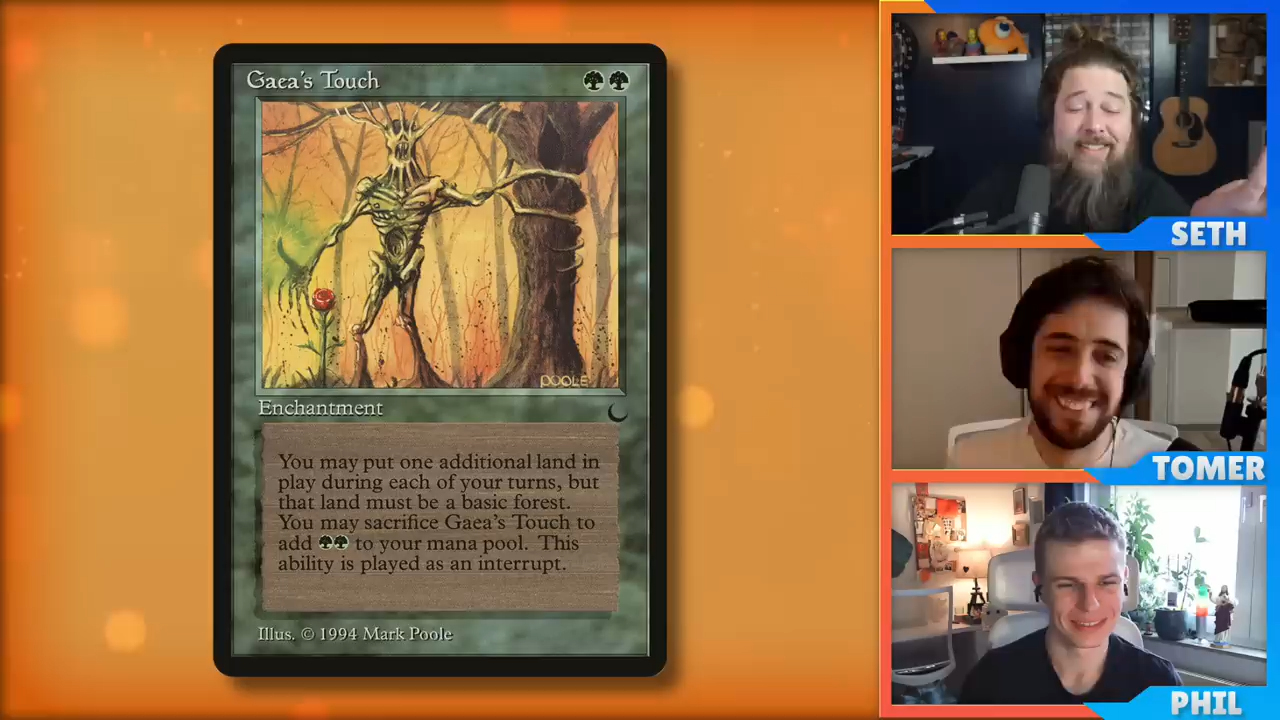 Gaea's Touch
POOLE
Enchantment
You may put one additional land in
play during each of your turns, but
that land must be a basic forest.
You may sacrifice Gaea's Touch to
add to your mana pool. This
ability is played as an interrupt.
Illus. © 1994 Mark Poole
SETH
TOMER
PHIL